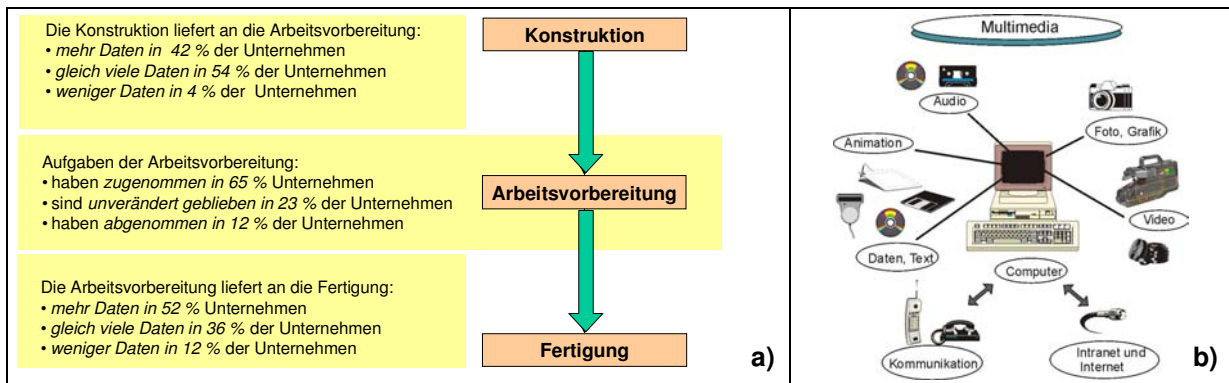 Die Konstruktion liefert an die Arbeitsvorbereitung:
• mehr Daten in 42 % der Unternehmen
• gleich viele Daten in 54 % der Unternehmen
• weniger Daten in 4 % der Unternehmen
Konstruktion
Aufgaben der Arbeitsvorbereitung:
• haben zugenommen in 65 % Unternehmen
• sind unverändert geblieben in 23 % der Unternehmen
• haben abgenommen in 12 % der Unternehmen
Arbeitsvorbereitung
Die Arbeitsvorbereitung liefert an die Fertigung:
• mehr Daten in 52 % Unternehmen
• gleich viele Daten in 36 % der Unternehmen
• weniger Daten in 12 % der Unternehmen
Fertigung
a)
Multimedia
Audio
Foto, Grafik
Animation
Video
Daten, Text
Computer
Kommunikation
Intranet und
Internet
b)